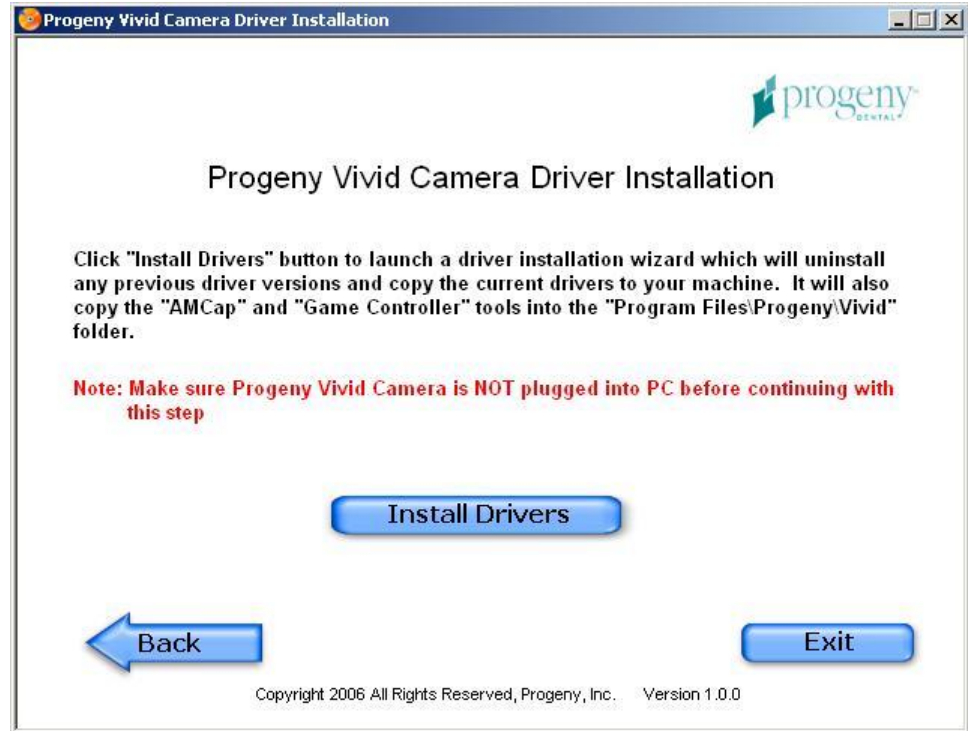 Progeny Vivid Camera Driver Installation
progeny
DENTAL
Progeny Vivid Camera Driver Installation
Click "Install Drivers" button to launch a driver installation wizard which will uninstall
any previous driver versions and copy the current drivers to your machine.  It will also
copy the "AMCap" and "Game Controller" tools into the "Program Files\Progeny\Vivid"
folder.
Note: Make sure Progeny Vivid Camera is NOT plugged into PC before continuing with
this step
Install Drivers
Back
Exit
Copyright 2006 All Rights Reserved, Progeny, Inc.    Version 1.0.0